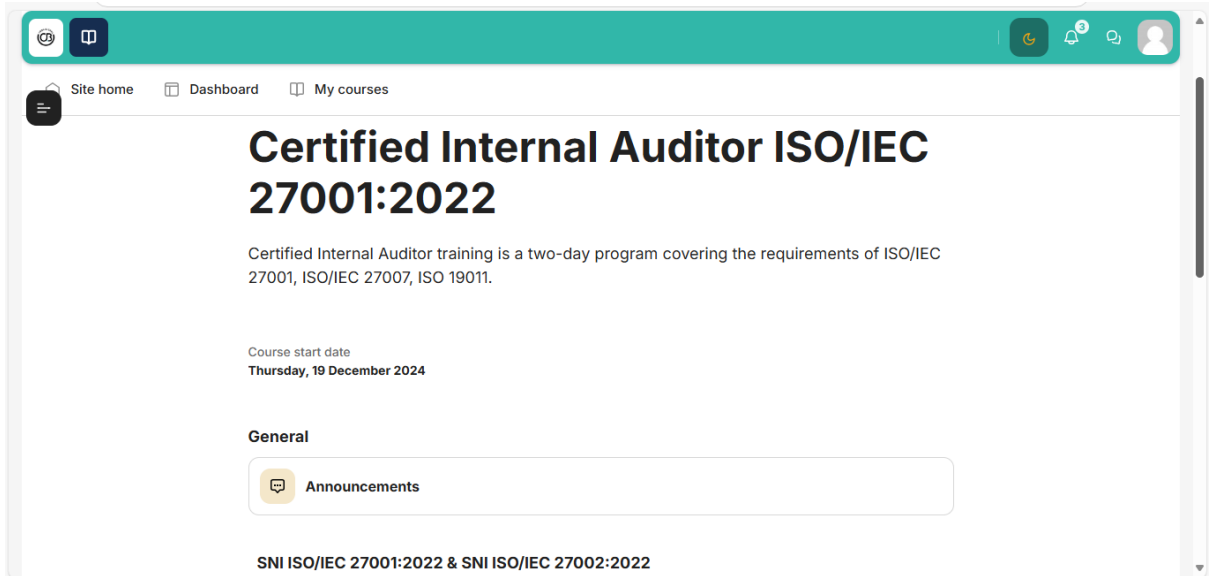 3
Site home
Dashboard
My courses
Certified Internal Auditor ISO/IEC
27001:2022
Certified Internal Auditor training is a two-day program covering the requirements of ISO/IEC
27001, ISO/IEC 27007, ISO 19011.
Course start date
Thursday, 19 December 2024
General
Announcements
SNI ISO/IEC 27001:2022 & SNI ISO/IEC 27002:2022